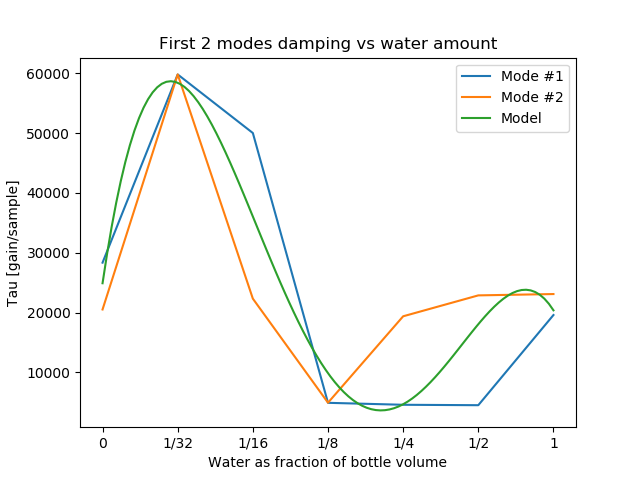 First 2 modes damping vs water amount
Mode #1
Mode #2
Model
Tau [gain/sample]
60000
50000
40000
30000
20000
10000
0 1/32 1/16 1/8 1/4 1/2 1
Water as fraction of bottle volume